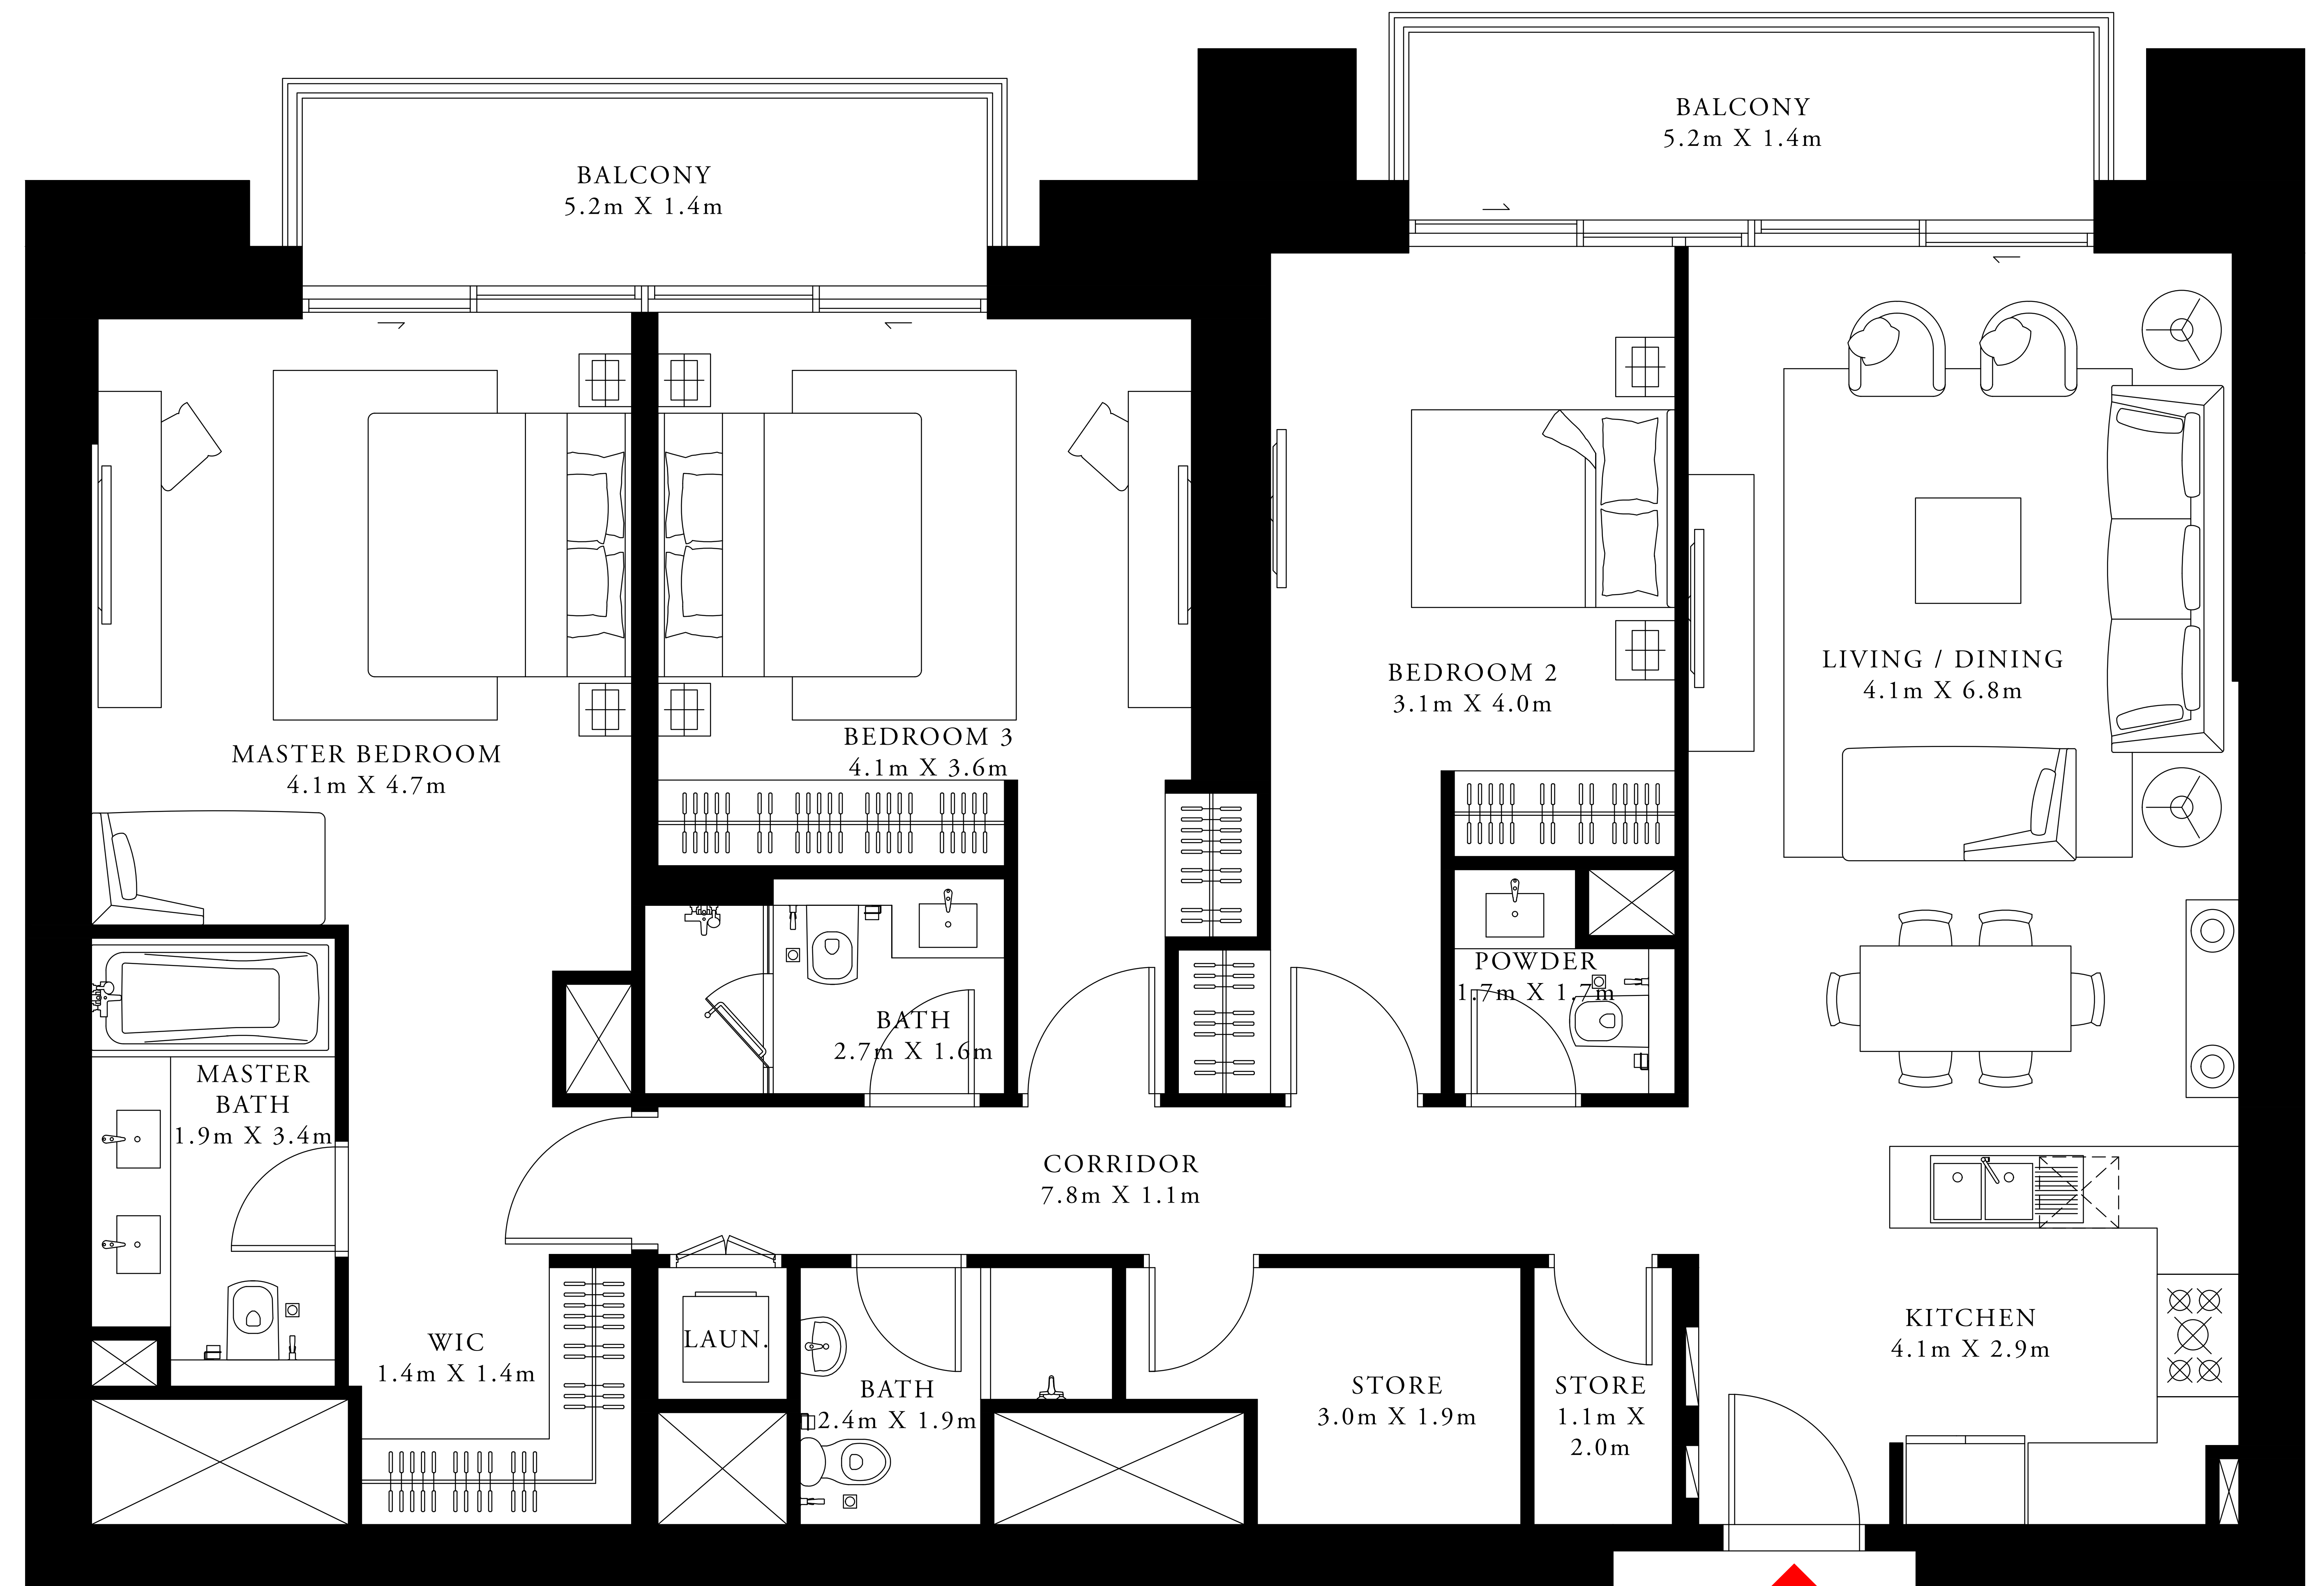 BALCONY
5.2m X 1.4m
BALCONY
5.2m X 1.4m
LIVING / DINING
4.1m X 6.8m
BEDROOM 2
3.1m X 4.0m
BEDROOM 3
4.1m X 3.6m
MASTER BEDROOM
4.1m X 4.7m
POWDER
1.7m X 1.7m
BATH
2.7m X 1.6m
MASTER
BATH
1.9m X 3.4m
CORRIDOR
7.8m X 1.1m
KITCHEN
4.1m X 2.9m
LAUN.
WIC
1.4m X 1.4m
BATH
2.4m X 1.9m
STORE
3.0m X 1.9m
STORE
1.1m X
2.0m